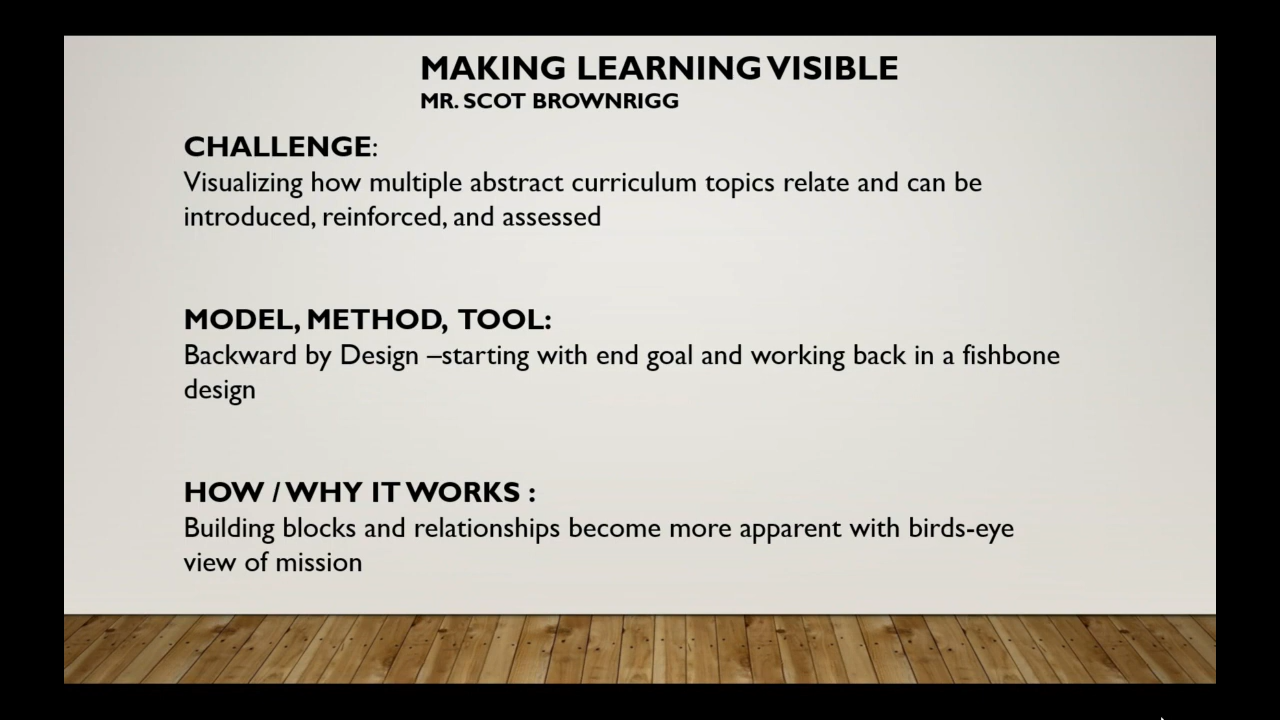 MAKING LEARNING VISIBLE
MR. SCOT BROWNRIGG
CHALLENGE:
Visualizing how multiple abstract curriculum topics relate and can be
introduced, reinforced, and assessed
MODEL, METHOD, TOOL:
Backward by Design –starting with end goal and working back in a fishbone
design
HOW / WHY IT WORKS :
Building blocks and relationships become more apparent with birds-eye
view of mission